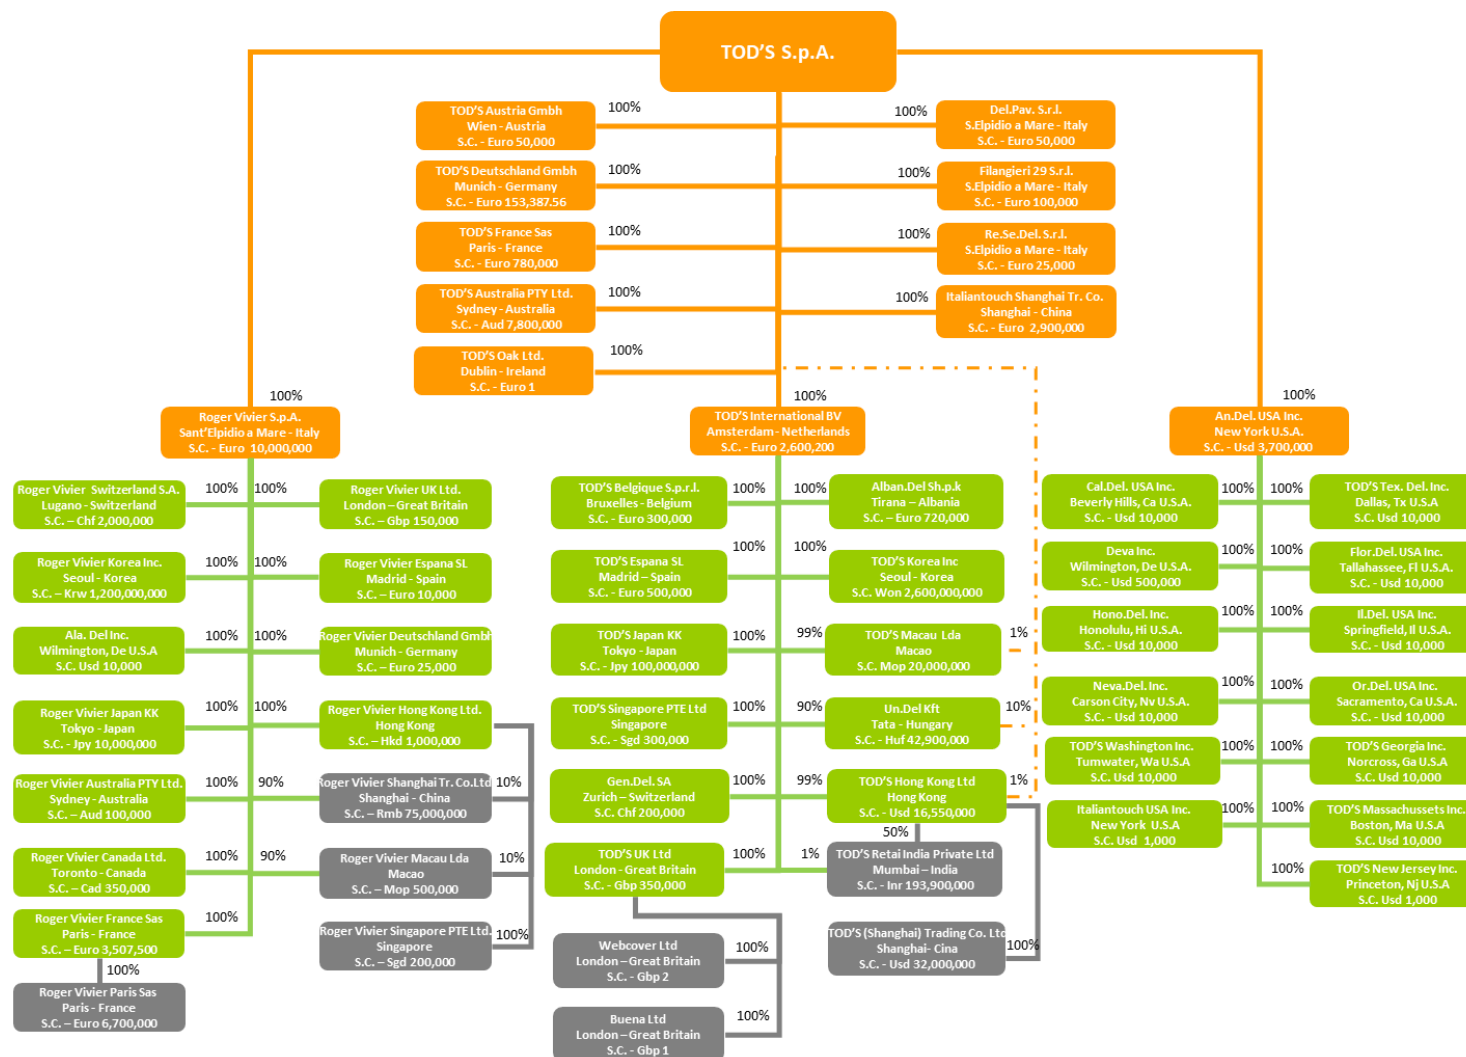 TOD'S S.p.A.
100%
TOD'S Austria Gmbh
Wien - Austria
S.C. - Euro 50,000
100%
Del.Pav. S.r.l.
S.Elpidio a Mare - Italy
S.C. - Euro 50,000
100%
TOD'S Deutschland Gmbh
Munich - Germany
S.C. - Euro 153,387.56
100%
Filangieri 29 S.r.l.
S.Elpidio a Mare - Italy
S.C. - Euro 100,000
100%
TOD'S France Sas
Paris - France
S.C. - Euro 780,000
100%
Re.Se.Del. S.r.l.
S.Elpidio a Mare - Italy
S.C. - Euro 25,000
100%
TOD'S Australia PTY Ltd.
Sydney - Australia
S.C. - Aud 7,800,000
100%
Italiantouch Shanghai Tr. Co.
Shanghai - China
S.C. - Euro 2,900,000
100%
TOD'S Oak Ltd.
Dublin - Ireland
S.C. - Euro 1
100%
Roger Vivier S.p.A.
Sant'Elpidio a Mare - Italy
S.C. - Euro 10,000,000
100%
TOD'S International BV
Amsterdam - Netherlands
S.C. - Euro 2,600,200
100%
An.Del. USA Inc.
New York U.S.A.
S.C. - Usd 3,700,000
Roger Vivier Switzerland S.A.
Lugano - Switzerland
S.C. – Chf 2,000,000
100%
100%
Roger Vivier UK Ltd.
London – Great Britain
S.C. – Gbp 150,000
Roger Vivier Korea Inc.
Seoul - Korea
S.C. – Krw 1,200,000,000
100%
100%
Roger Vivier Espana SL
Madrid - Spain
S.C. – Euro 10,000
Ala. Del Inc.
Wilmington, De U.S.A
S.C. Usd 10,000
100%
100%
Roger Vivier Deutschland Gmbh
Munich - Germany
S.C. – Euro 25,000
Roger Vivier Japan KK
Tokyo - Japan
S.C. - Jpy 10,000,000
100%
100%
Roger Vivier Hong Kong Ltd.
Hong Kong
S.C. – Hkd 1,000,000
Roger Vivier Australia PTY Ltd.
Sydney - Australia
S.C. - Aud 100,000
100%
90%
Roger Vivier Shanghai Tr. Co.Ltd
Shanghai - China
S.C. – Rmb 75,000,000
10%
Roger Vivier Canada Ltd.
Toronto - Canada
S.C. – Cad 350,000
100%
90%
Roger Vivier Macau Lda
Macao
S.C. – Mop 500,000
10%
Roger Vivier France Sas
Paris - France
S.C. – Euro 3,507,500
100%
Roger Vivier Singapore PTE Ltd.
Singapore
S.C. – Sgd 200,000
100%
100%
Roger Vivier Paris Sas
Paris - France
S.C. – Euro 6,700,000
TOD'S Belgique S.p.r.l.
Bruxelles - Belgium
S.C. - Euro 300,000
100%
100%
Alban.Del Sh.p.k
Tirana – Albania
S.C. – Euro 720,000
TOD'S Espana SL
Madrid – Spain
S.C. - Euro 500,000
100%
100%
TOD'S Korea Inc
Seoul - Korea
S.C. Won 2,600,000,000
TOD'S Japan KK
Tokyo - Japan
S.C. - Jpy 100,000,000
100%
99%
TOD'S Macau Lda
Macao
S.C. Mop 20,000,000
1%
TOD'S Singapore PTE Ltd
Singapore
S.C. - Sgd 300,000
100%
90%
Un.Del Kft
Tata - Hungary
S.C. - Huf 42,900,000
10%
Gen.Del. SA
Zurich – Switzerland
S.C. Chf 200,000
100%
99%
TOD'S Hong Kong Ltd
Hong Kong
S.C. - Usd 16,550,000
1%
50%
TOD'S UK Ltd
London - Great Britain
S.C. - Gbp 350,000
100%
1%
TOD'S Retai India Private Ltd
Mumbai – India
S.C. - Inr 193,900,000
Webcover Ltd
London – Great Britain
S.C. - Gbp 2
100%
TOD'S (Shanghai) Trading Co. Ltd
Shanghai- Cina
S.C. - Usd 32,000,000
100%
Buena Ltd
London – Great Britain
S.C. - Gbp 1
100%
Cal.Del. USA Inc.
Beverly Hills, Ca U.S.A.
S.C. - Usd 10,000
100%
100%
TOD'S Tex. Del. Inc.
Dallas, Tx U.S.A
S.C. Usd 10,000
Deva Inc.
Wilmington, De U.S.A.
S.C. - Usd 500,000
100%
100%
Flor.Del. USA Inc.
Tallahassee, Fl U.S.A.
S.C. - Usd 10,000
Hono.Del. Inc.
Honolulu, Hi U.S.A.
S.C. - Usd 10,000
100%
100%
Il.Del. USA Inc.
Springfield, Il U.S.A.
S.C. - Usd 10,000
Neva.Del. Inc.
Carson City, Nv U.S.A.
S.C. - Usd 10,000
100%
100%
Or.Del. USA Inc.
Sacramento, Ca U.S.A.
S.C. - Usd 10,000
TOD'S Washington Inc.
Tumwater, Wa U.S.A
S.C. Usd 10,000
100%
100%
TOD'S Georgia Inc.
Norcross, Ga U.S.A
S.C. Usd 10,000
Italiantouch USA Inc.
New York U.S.A
S.C. Usd 1,000
100%
100%
TOD'S Massachussets Inc.
Boston, Ma U.S.A
S.C. Usd 10,000
100%
TOD'S New Jersey Inc.
Princeton, Nj U.S.A
S.C. Usd 1,000